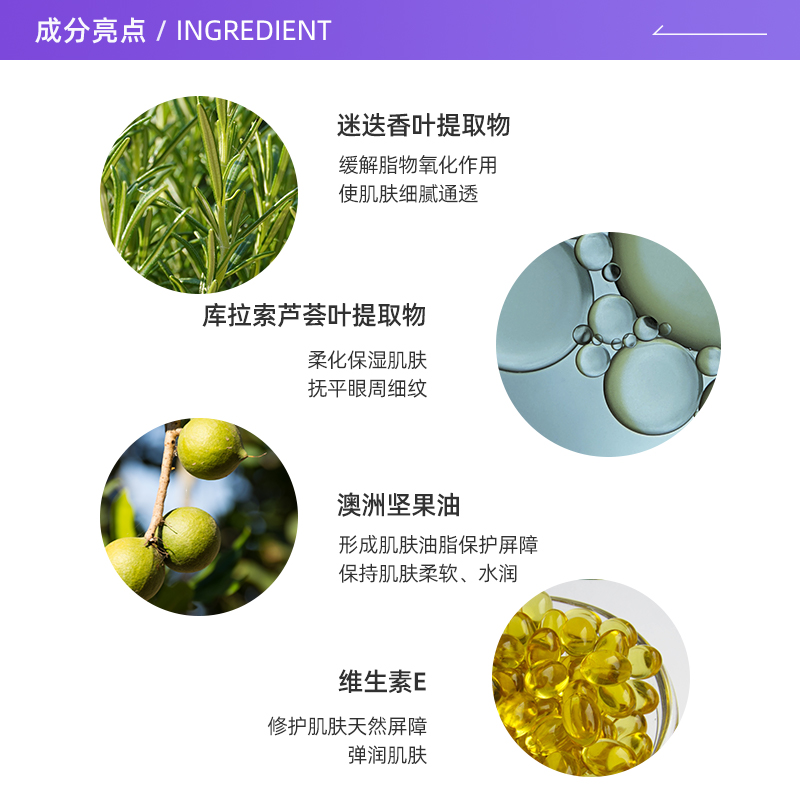 成分亮点 / INGREDIENT
迷迭香叶提取物
缓解脂物氧化作用
使肌肤细腻通透
库拉索芦荟叶提取物
柔化保湿肌肤
抚平眼周细纹
澳洲坚果油
形成肌肤油脂保护屏障
保持肌肤柔软、水润
维生素E
修护肌肤天然屏障
弹润肌肤